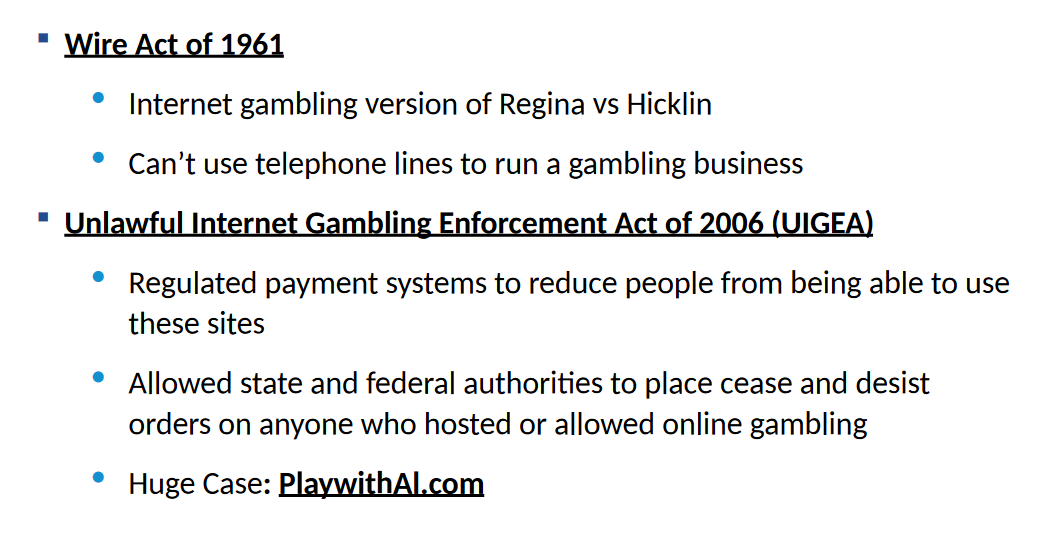 Wire Act of 1961
Internet gambling version of Regina vs Hicklin
Can’t use telephone lines to run a gambling business
Unlawful Internet Gambling Enforcement Act of 2006 (UIGEA)
Regulated payment systems to reduce people from being able to use
these sites
Allowed state and federal authorities to place cease and desist
orders on anyone who hosted or allowed online gambling
Huge Case: PlaywithAl.com